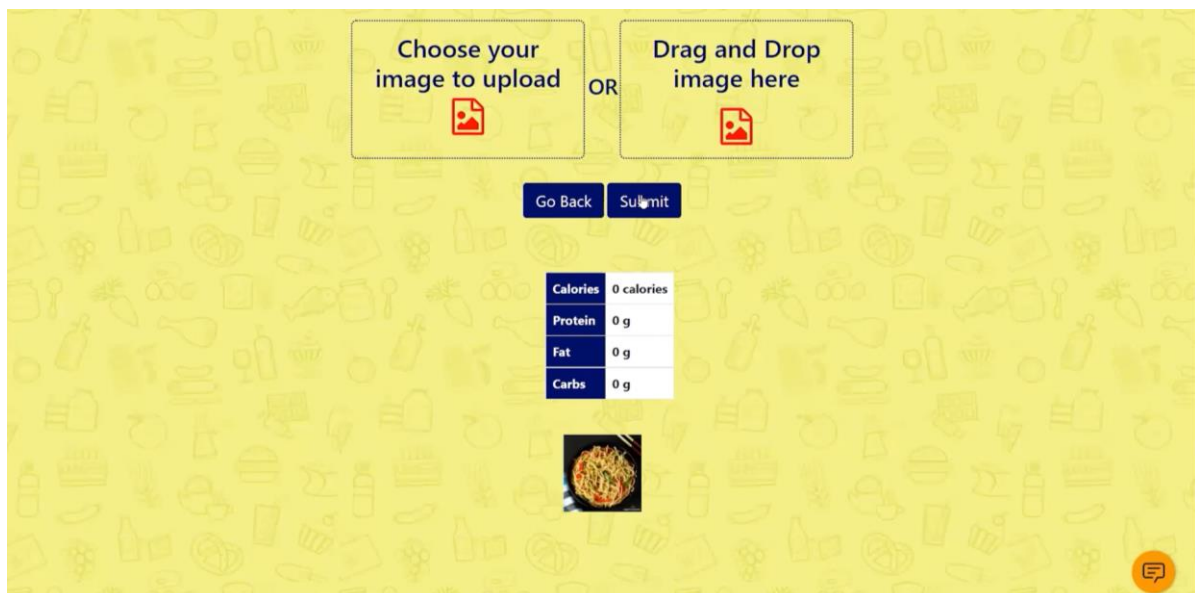 Choose your
image to upload
OR
Drag and Drop
image here
Go Back
Submit
Calories 0 calories
Protein 0 g
Fat 0 g
Carbs 0 g